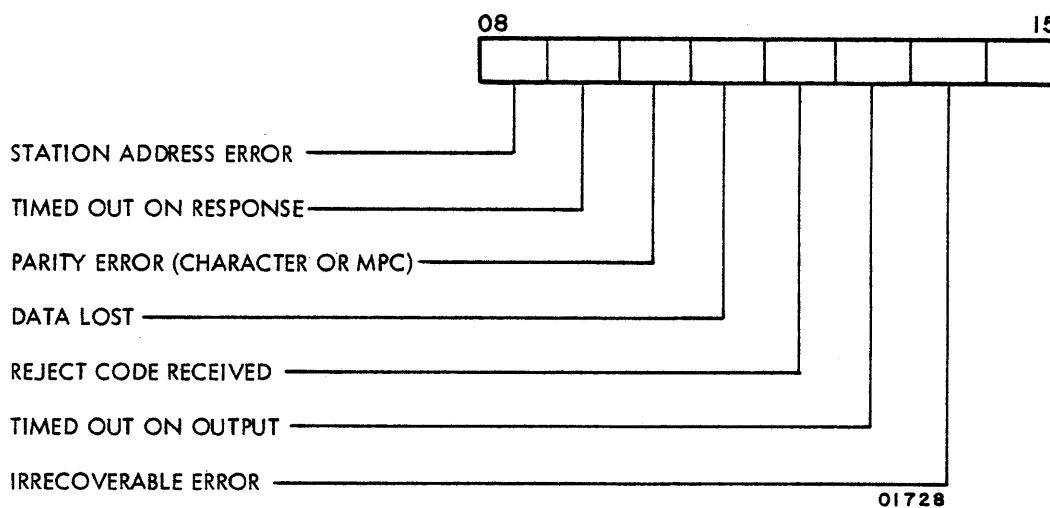 08 15
STATION ADDRESS ERROR
TIMED OUT ON RESPONSE
PARITY ERROR (CHARACTER OR MPC)
DATA LOST
REJECT CODE RECEIVED
TIMED OUT ON OUTPUT
IRRECOVERABLE ERROR
01728